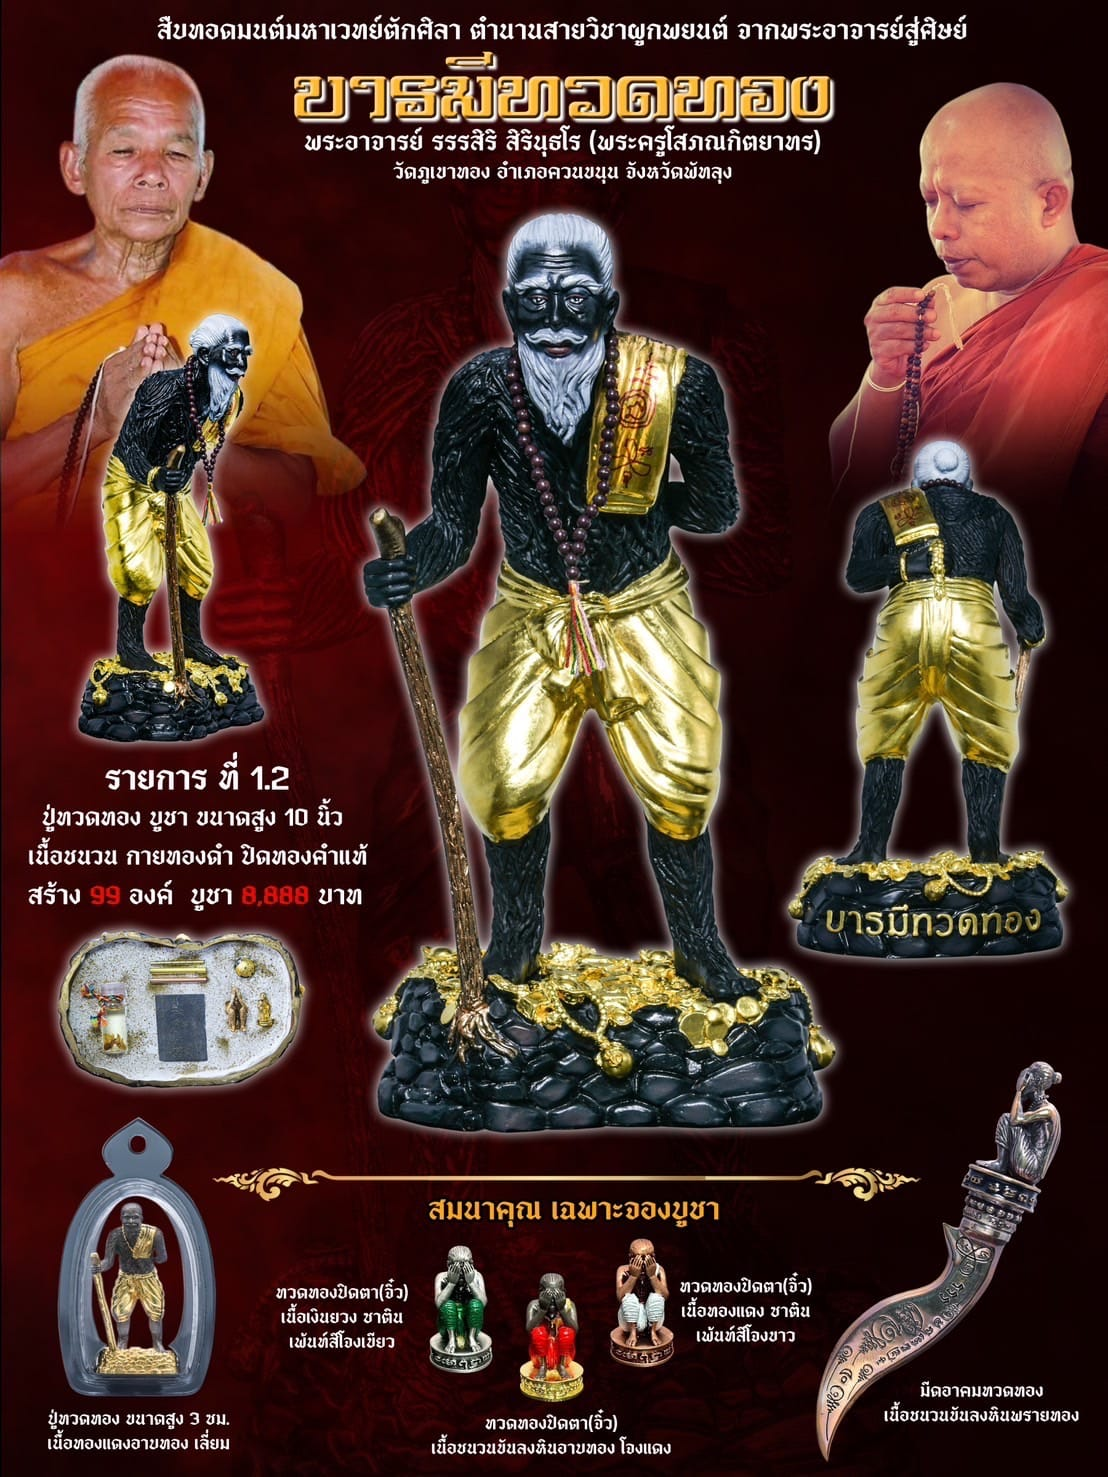 สืบทอดมนต์มหาเวทย์ตักศิลา ตำนานสายวิชาผูกพยนต์ จากพระอาจารย์สู่ศิษย์
บารมีทวดทอง
พระอาจารย์ รรรสิริ สิรินฺธโร (พระครูโสภณกิตยาทร)
วัดภูเขาทอง อำเภอควนขนุน จังหวัดพัทลุง
รายการ ที่ 1.2
ปู่ทวดทอง บูชา ขนาดสูง 10 นิ้ว
เนื้อชนวน กายทองดำ ปิดทองคำแท้
สร้าง 99 องค์ บูชา 8,888 บาท
บารมีทวดทอง
สมนาคุณ เฉพาะจองบูชา
ทวดทองปิดตา(จิ๋ว)
เนื้อเงินยวง ซาติน
เพ้นท์สีโจงเขียว
ทวดทองปิดตา(จิ๋ว)
เนื้อทองแดง ซาติน
เพ้นท์สีโจงขาว
ทวดทองปิดตา(จิ๋ว)
เนื้อชนวนขันลงหินอาบทอง โจงแดง
ปู่ทวดทอง ขนาดสูง 3 ซม.
เนื้อทองแดงอาบทอง เลี่ยม
มีดอาคมทวดทอง
เนื้อชนวนขันลงหินพรายทอง